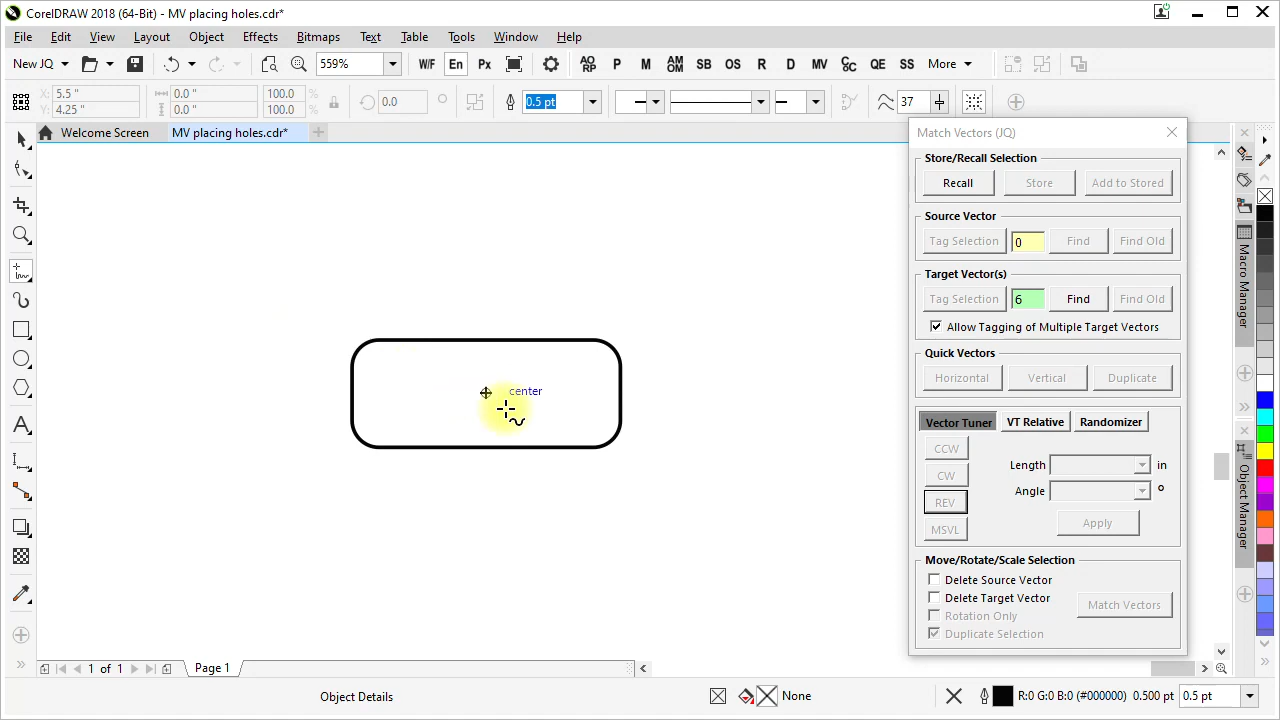 CorelDRAW 2018 (64-Bit) - MV placing holes.cdr*
File Edit View Layout Object Effects Bitmaps Text Table Tools Window Help
New JQ 559% W/F En Px AO RP P M AM OM SB OS R D MV QE SS More
X: 5.5 " 0.0 " 100.0 % 0.0 ° 0.5 pt 37
Y: 4.25 " 0.0 " 100.0 %
Welcome Screen MV placing holes.cdr*
Match Vectors (JQ)
Store/Recall Selection
Recall Store Add to Stored
Source Vector
Tag Selection 0 Find Find Old
Target Vector(s)
Tag Selection 6 Find Find Old
Allow Tagging of Multiple Target Vectors
Quick Vectors
Horizontal Vertical Duplicate
Vector Tuner VT Relative Randomizer
CCW
Length in
CW
Angle °
REV
Apply
MSVL
Move/Rotate/Scale Selection
Delete Source Vector
Delete Target Vector
Match Vectors
Rotation Only
Duplicate Selection
center
Macro Manager
Object Manager
1 of 1 Page 1
Object Details None R:0 G:0 B:0 (#000000) 0.500 pt 0.5 pt